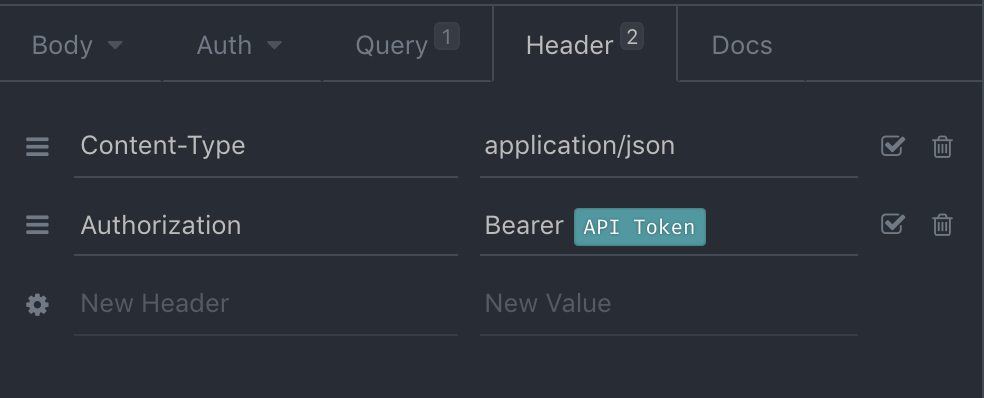 Body Auth Query 1 Header 2 Docs
Content-Type application/json
Authorization Bearer API Token
New Header New Value